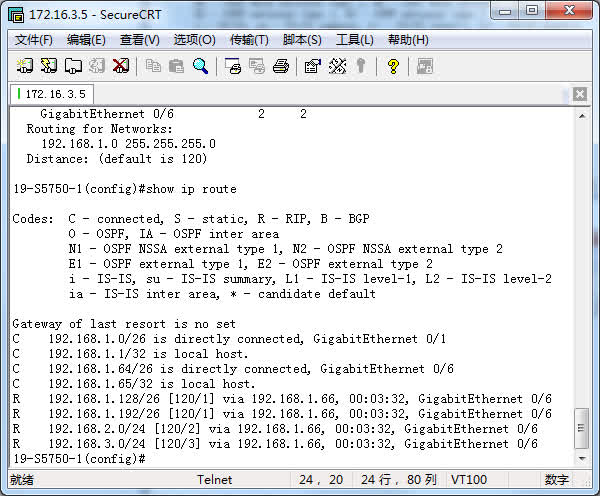 172.16.3.5 - SecureCRT
文件(F) 编辑(E) 查看(V) 选项(O) 传输(T) 脚本(S) 工具(L) 帮助(H)
172.16.3.5
GigabitEthernet 0/6 2 2
Routing for Networks:
192.168.1.0 255.255.255.0
Distance: (default is 120)
19-S5750-1(config)#show ip route
Codes: C - connected, S - static, R - RIP, B - BGP
O - OSPF, IA - OSPF inter area
N1 - OSPF NSSA external type 1, N2 - OSPF NSSA external type 2
E1 - OSPF external type 1, E2 - OSPF external type 2
i - IS-IS, su - IS-IS summary, L1 - IS-IS level-1, L2 - IS-IS level-2
ia - IS-IS inter area, * - candidate default
Gateway of last resort is no set
C 192.168.1.0/26 is directly connected, GigabitEthernet 0/1
C 192.168.1.1/32 is local host.
C 192.168.1.64/26 is directly connected, GigabitEthernet 0/6
C 192.168.1.65/32 is local host.
R 192.168.1.128/26 [120/1] via 192.168.1.66, 00:03:32, GigabitEthernet 0/6
R 192.168.1.192/26 [120/1] via 192.168.1.66, 00:03:32, GigabitEthernet 0/6
R 192.168.2.0/24 [120/2] via 192.168.1.66, 00:03:32, GigabitEthernet 0/6
R 192.168.3.0/24 [120/3] via 192.168.1.66, 00:03:32, GigabitEthernet 0/6
19-S5750-1(config)#
就绪 Telnet 24, 20 24 行, 80 列 VT100 数字